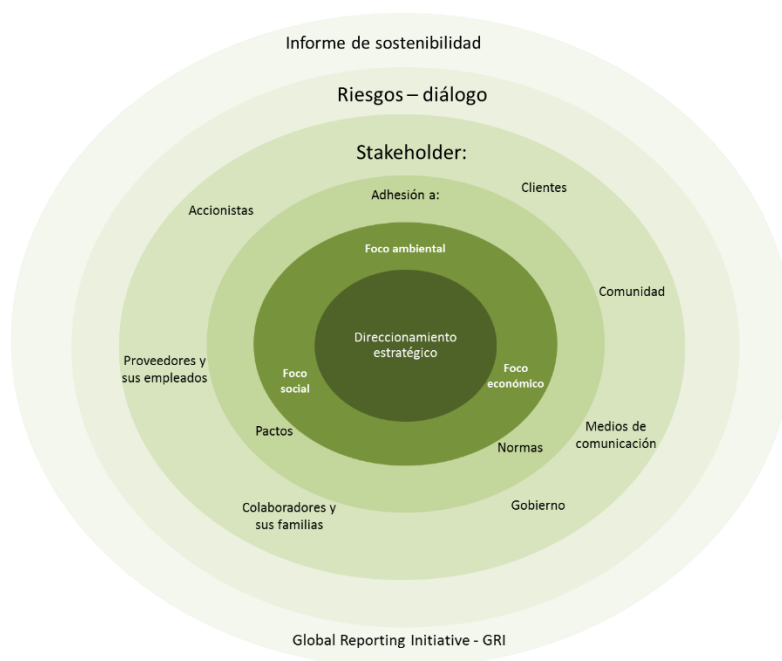 Informe de sostenibilidad
Riesgos – diálogo
Stakeholder:
Clientes
Adhesión a:
Accionistas
Foco ambiental
Comunidad
Direccionamiento
estratégico
Proveedores y
sus empleados
Foco
social
Foco
económico
Pactos
Normas
Medios de
comunicación
Colaboradores y
sus familias
Gobierno
Global Reporting Initiative - GRI